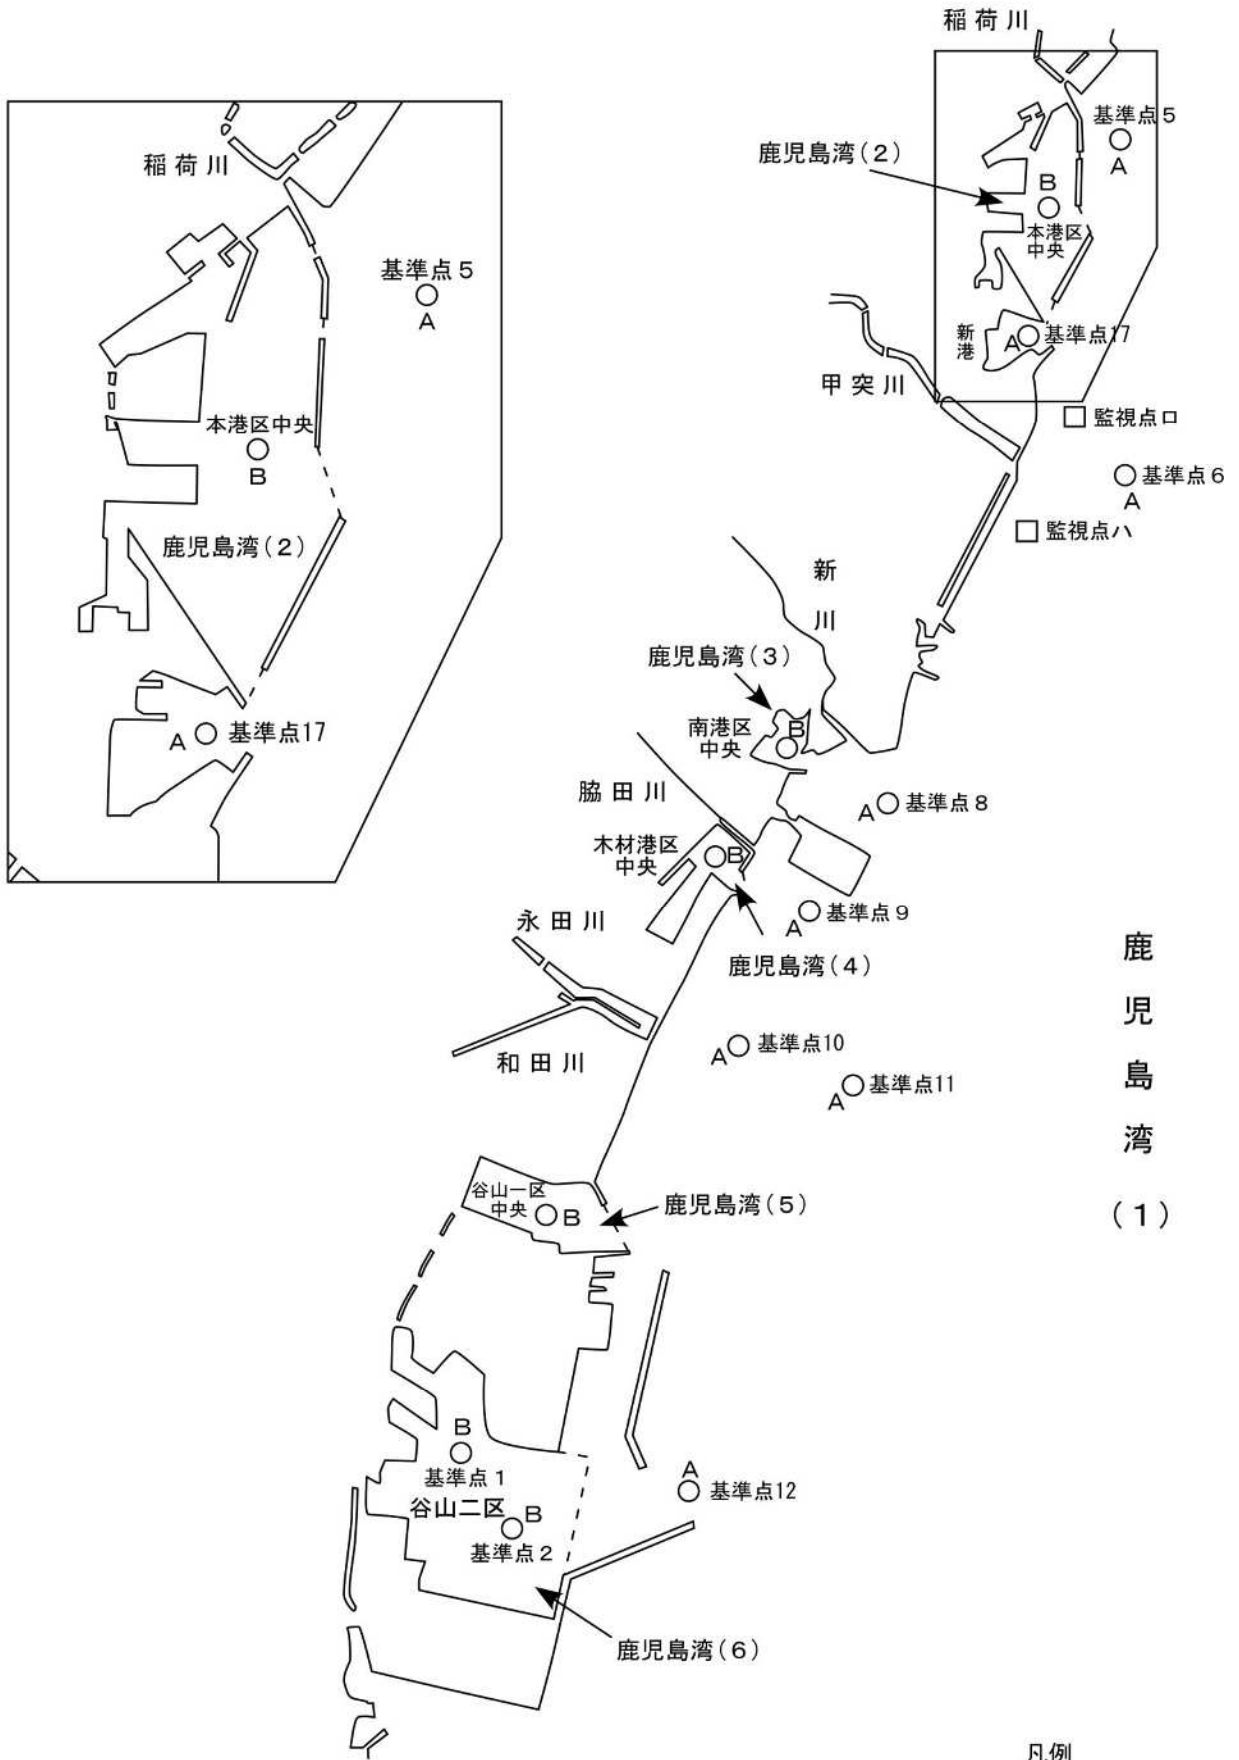 稲荷川
基準点5
A
鹿児島湾(2)
B
本港区
中央
新港
A
基準点17
稲荷川
基準点5
A
本港区中央
B
鹿児島湾(2)
A
基準点17
甲突川
監視点ロ
基準点6
A
監視点ハ
新川
鹿児島湾(3)
南港区
中央
B
脇田川
A
基準点8
木材港区
中央
B
A
基準点9
永田川
鹿児島湾(4)
和田川
A
基準点10
A
基準点11
鹿児島湾
(1)
谷山一区
中央
B
鹿児島湾(5)
B
基準点1
谷山二区
B
基準点2
A
基準点12
鹿児島湾(6)
凡例